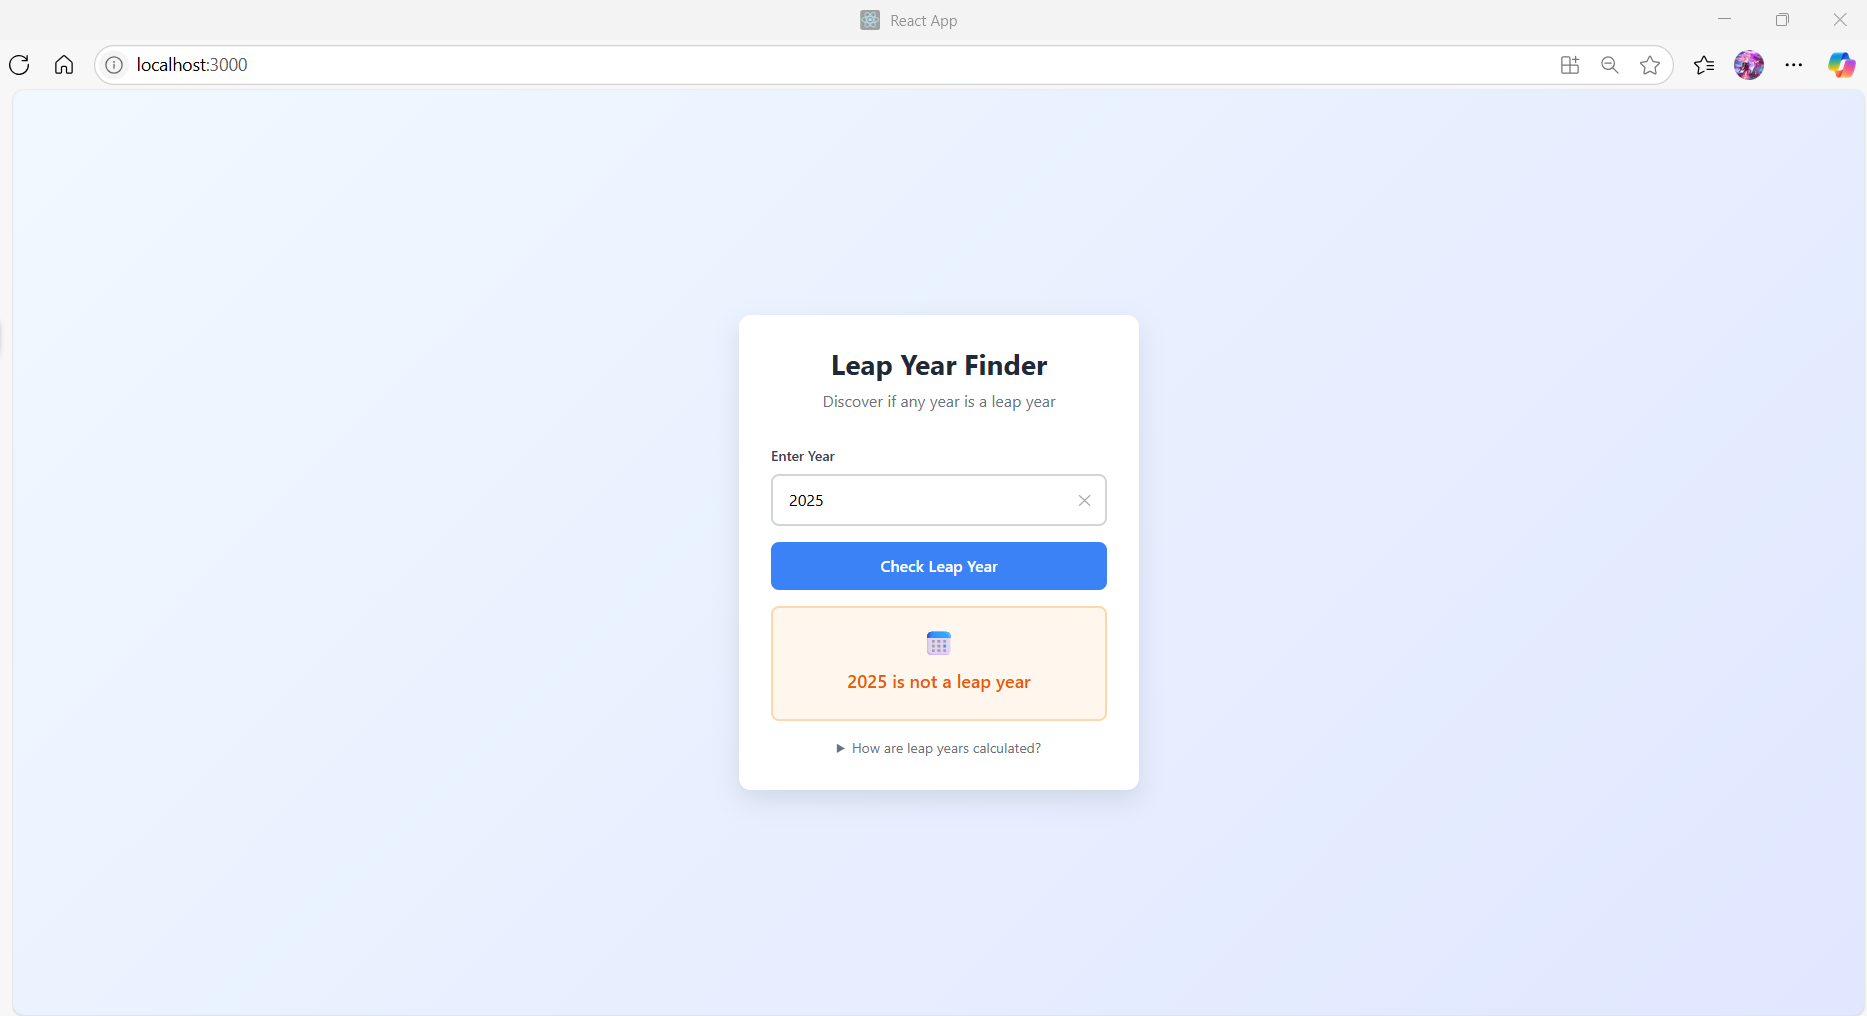 React App
localhost:3000
Leap Year Finder
Discover if any year is a leap year
Enter Year
2025
Check Leap Year
2025 is not a leap year
How are leap years calculated?